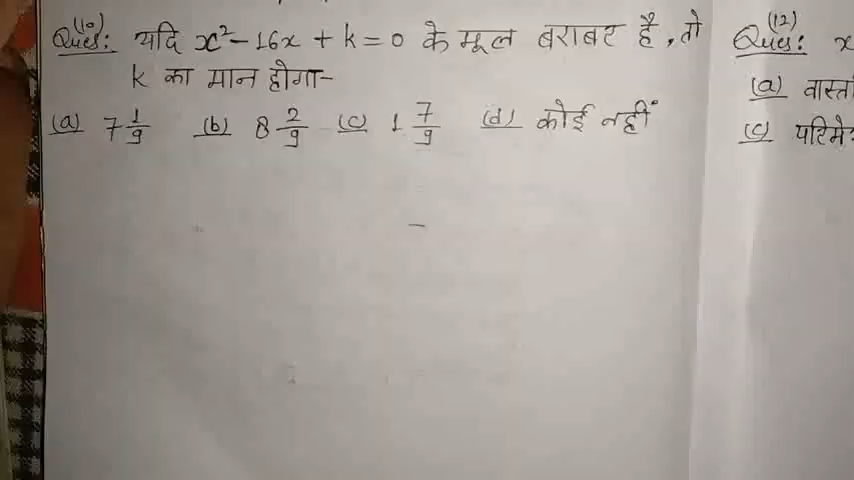 (10)
Ques: यदि x² - 16x + k = 0 के मूल बराबर है, तो
k का मान होगा-
(a) 7 1/9 (b) 8 2/9 (c) 1 7/9 (d) कोई नहीं
(12)
Ques: x
(a)
(c)